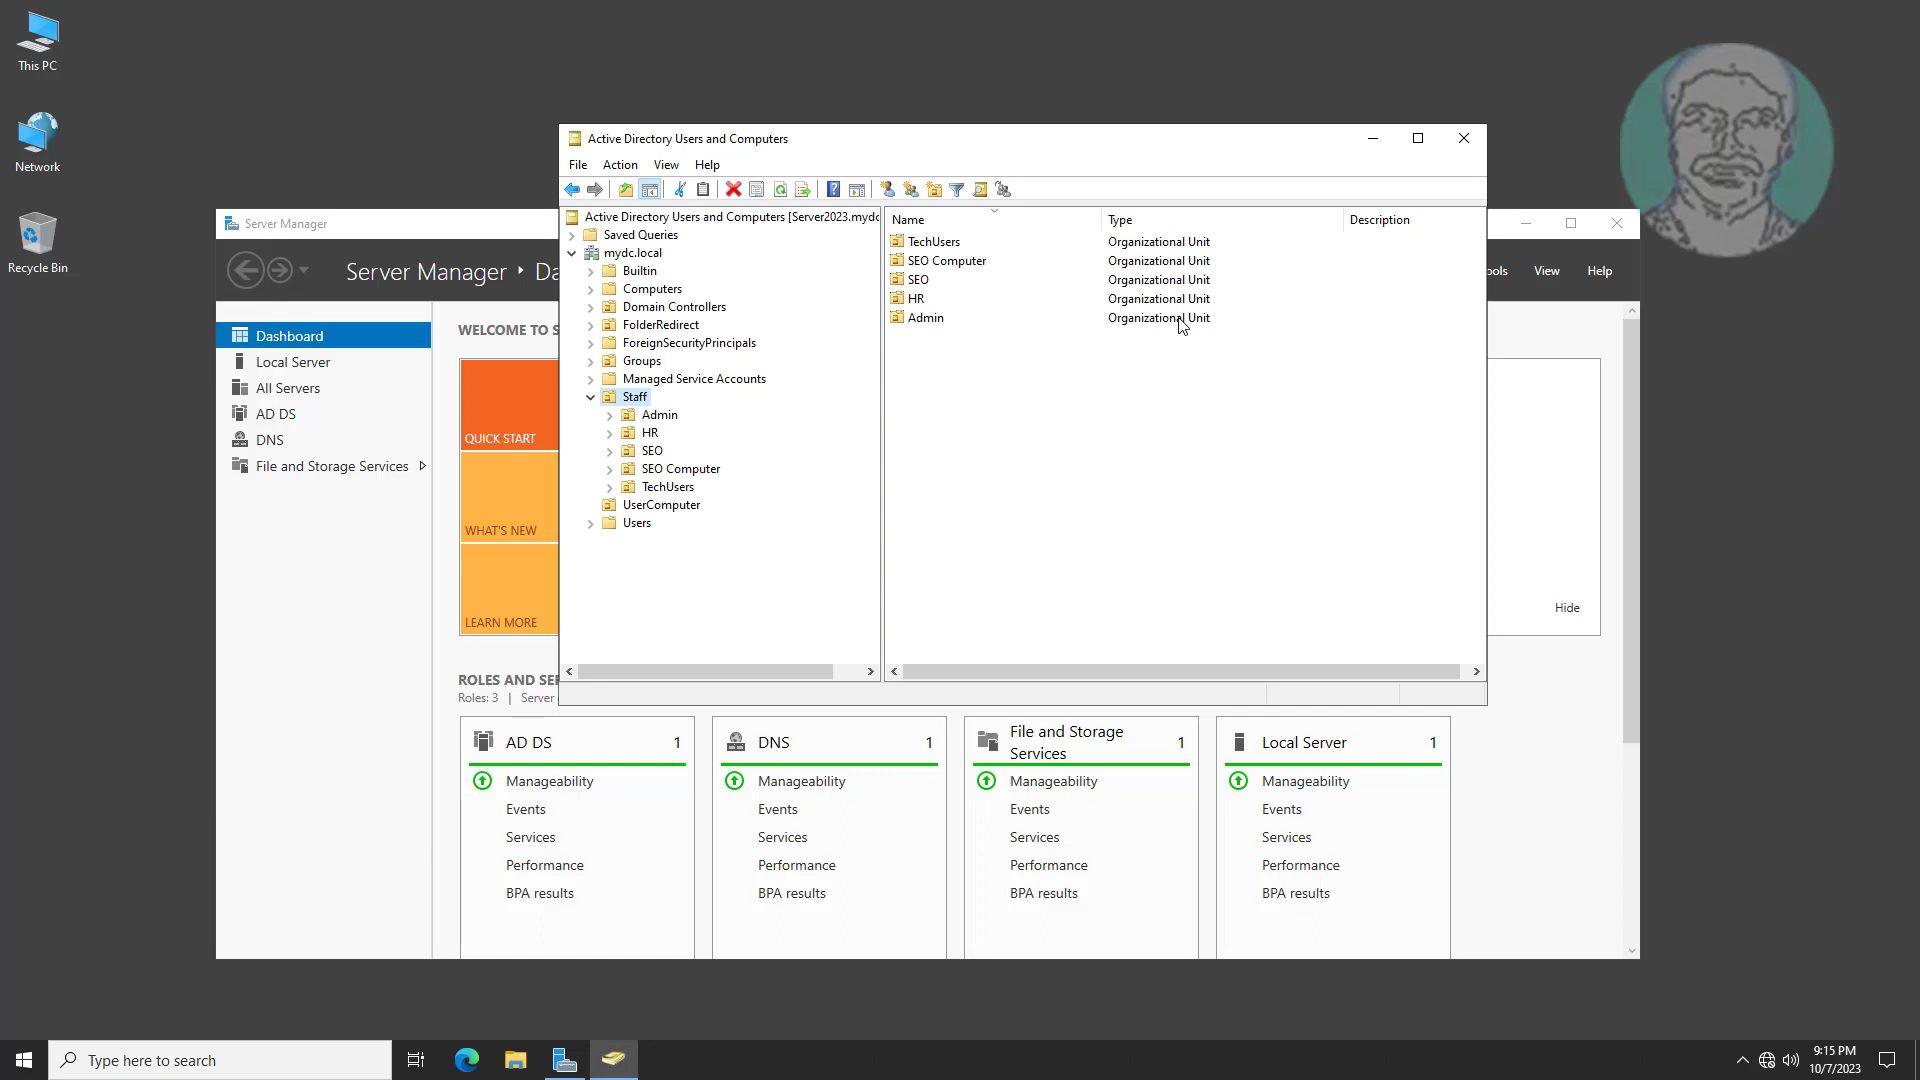 This PC
Network
Recycle Bin
Active Directory Users and Computers
File Action View Help
Active Directory Users and Computers [Server2023.mydc
Saved Queries
mydc.local
Builtin
Computers
Domain Controllers
FolderRedirect
ForeignSecurityPrincipals
Groups
Managed Service Accounts
Staff
Admin
HR
SEO
SEO Computer
TechUsers
UserComputer
Users
Name Type Description
TechUsers Organizational Unit
SEO Computer Organizational Unit
SEO Organizational Unit
HR Organizational Unit
Admin Organizational Unit
Server Manager
Server Manager Da
ools View Help
Dashboard
Local Server
All Servers
AD DS
DNS
File and Storage Services
WELCOME TO S
QUICK START
WHAT'S NEW
LEARN MORE
Hide
ROLES AND SE
Roles: 3 | Server
AD DS 1
Manageability
Events
Services
Performance
BPA results
DNS 1
Manageability
Events
Services
Performance
BPA results
File and Storage
Services 1
Manageability
Events
Services
Performance
BPA results
Local Server 1
Manageability
Events
Services
Performance
BPA results
Type here to search
9:15 PM
10/7/2023